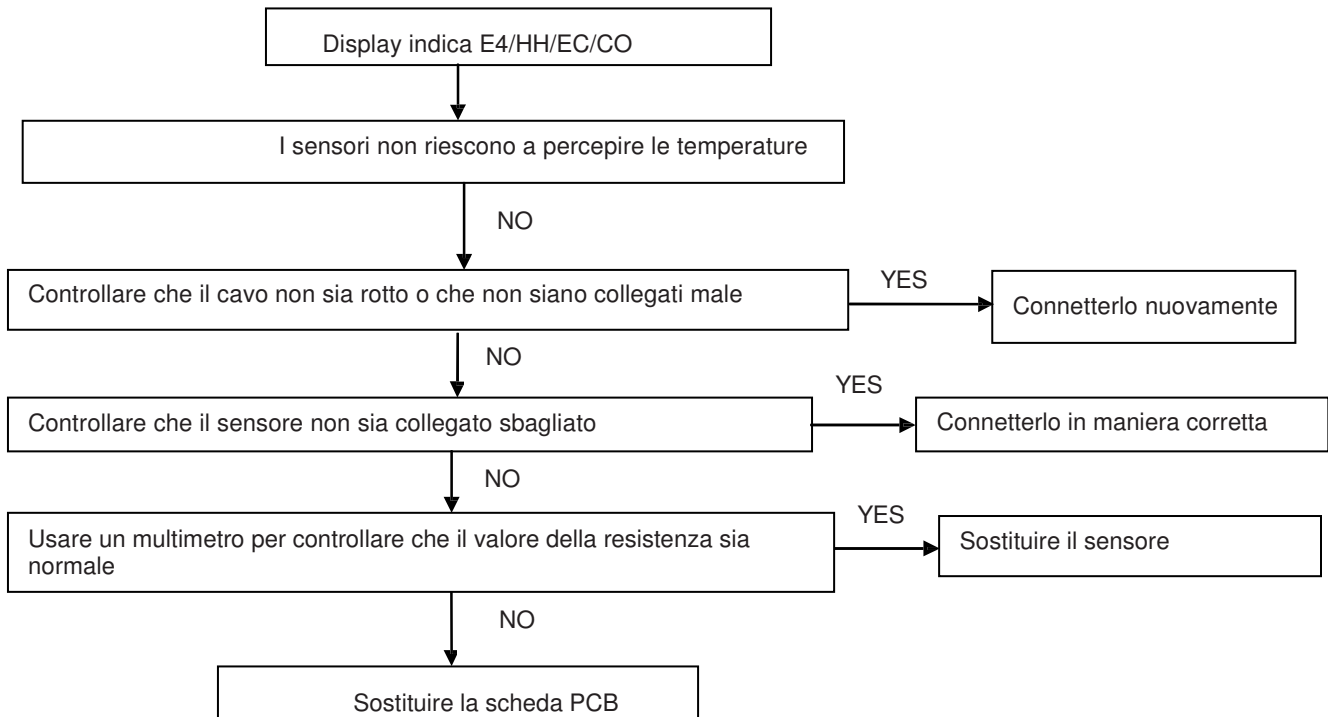 Display indica E4/HH/EC/CO
I sensori non riescono a percepire le temperature
NO
Controllare che il cavo non sia rotto o che non siano collegati male
YES
Connetterlo nuovamente
NO
Controllare che il sensore non sia collegato sbagliato
YES
Connetterlo in maniera corretta
NO
Usare un multimetro per controllare che il valore della resistenza sia
normale
YES
Sostituire il sensore
NO
Sostituire la scheda PCB